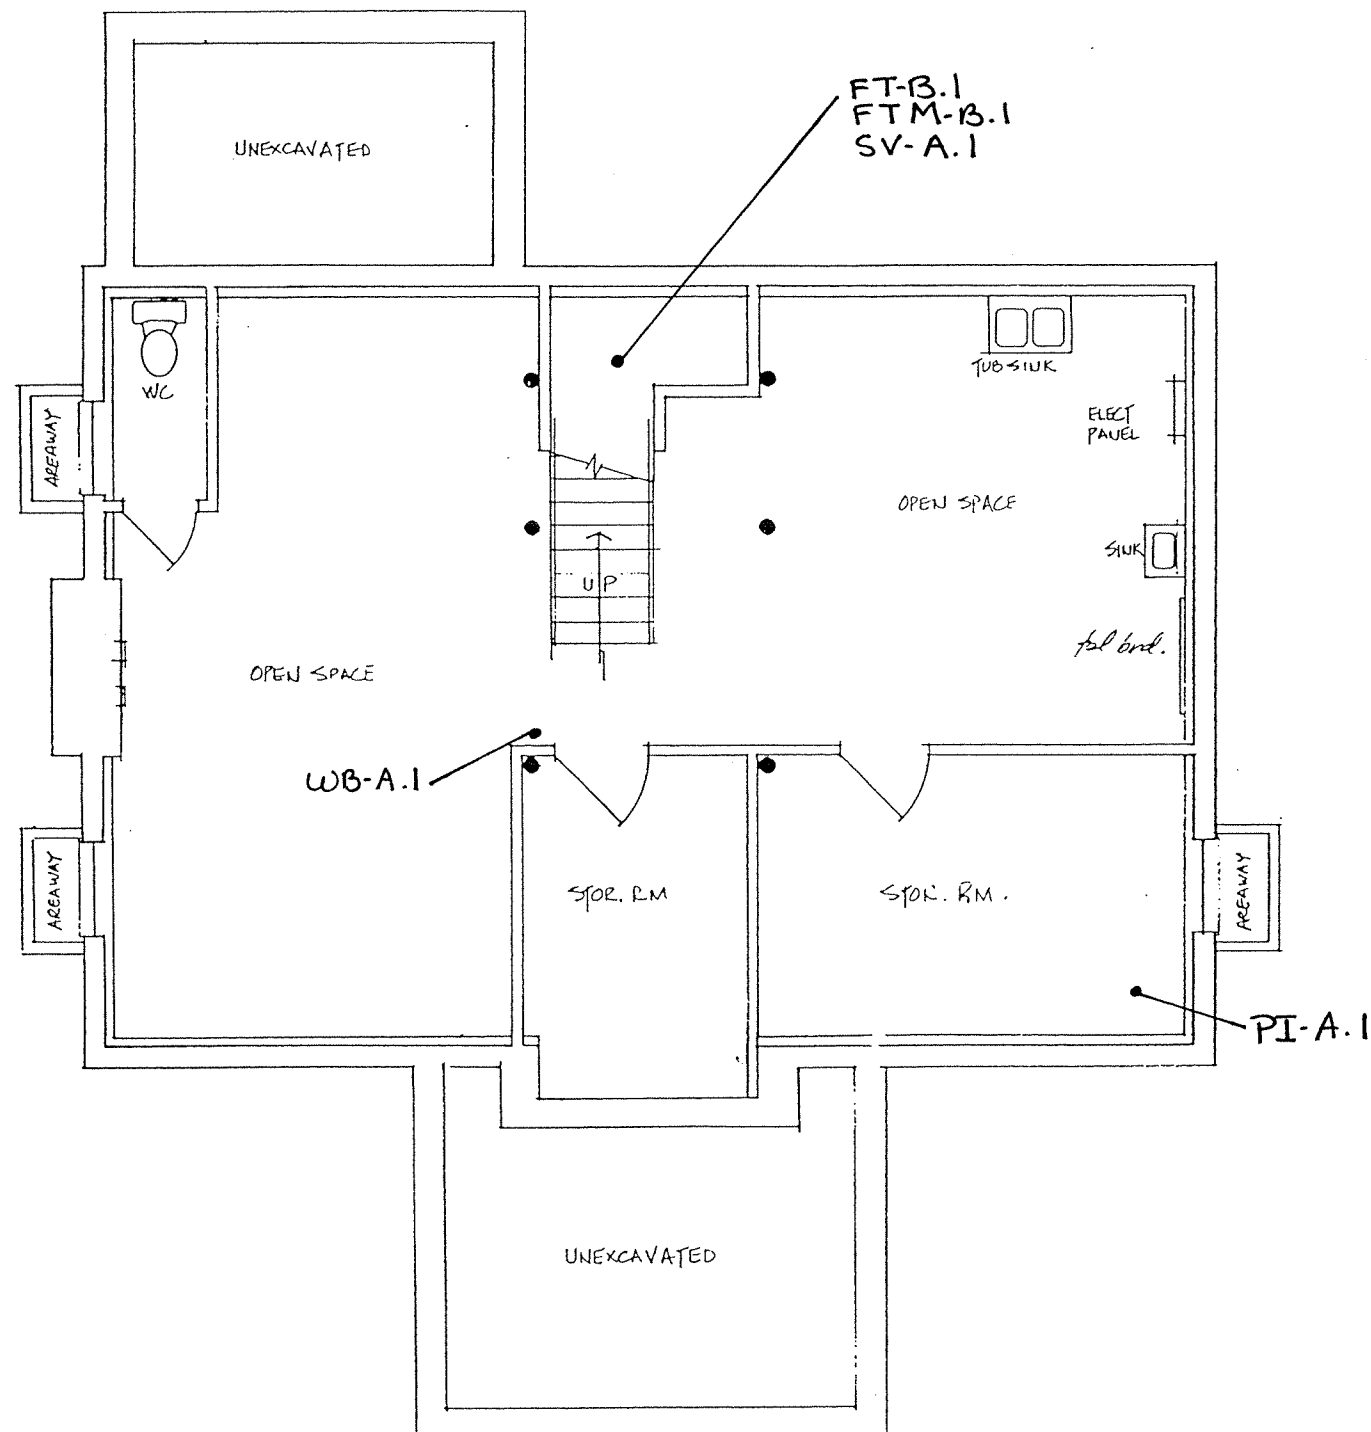 FT-B.1
FTM-B.1
SV-A.1
UNEXCAVATED
WC
TUB SINK
AREAWAY
ELECT
PANEL
OPEN SPACE
SINK
UP
OPEN SPACE
WB-A.1
AREAWAY
STOR. RM
STOR. RM.
AREAWAY
PI-A.1
UNEXCAVATED